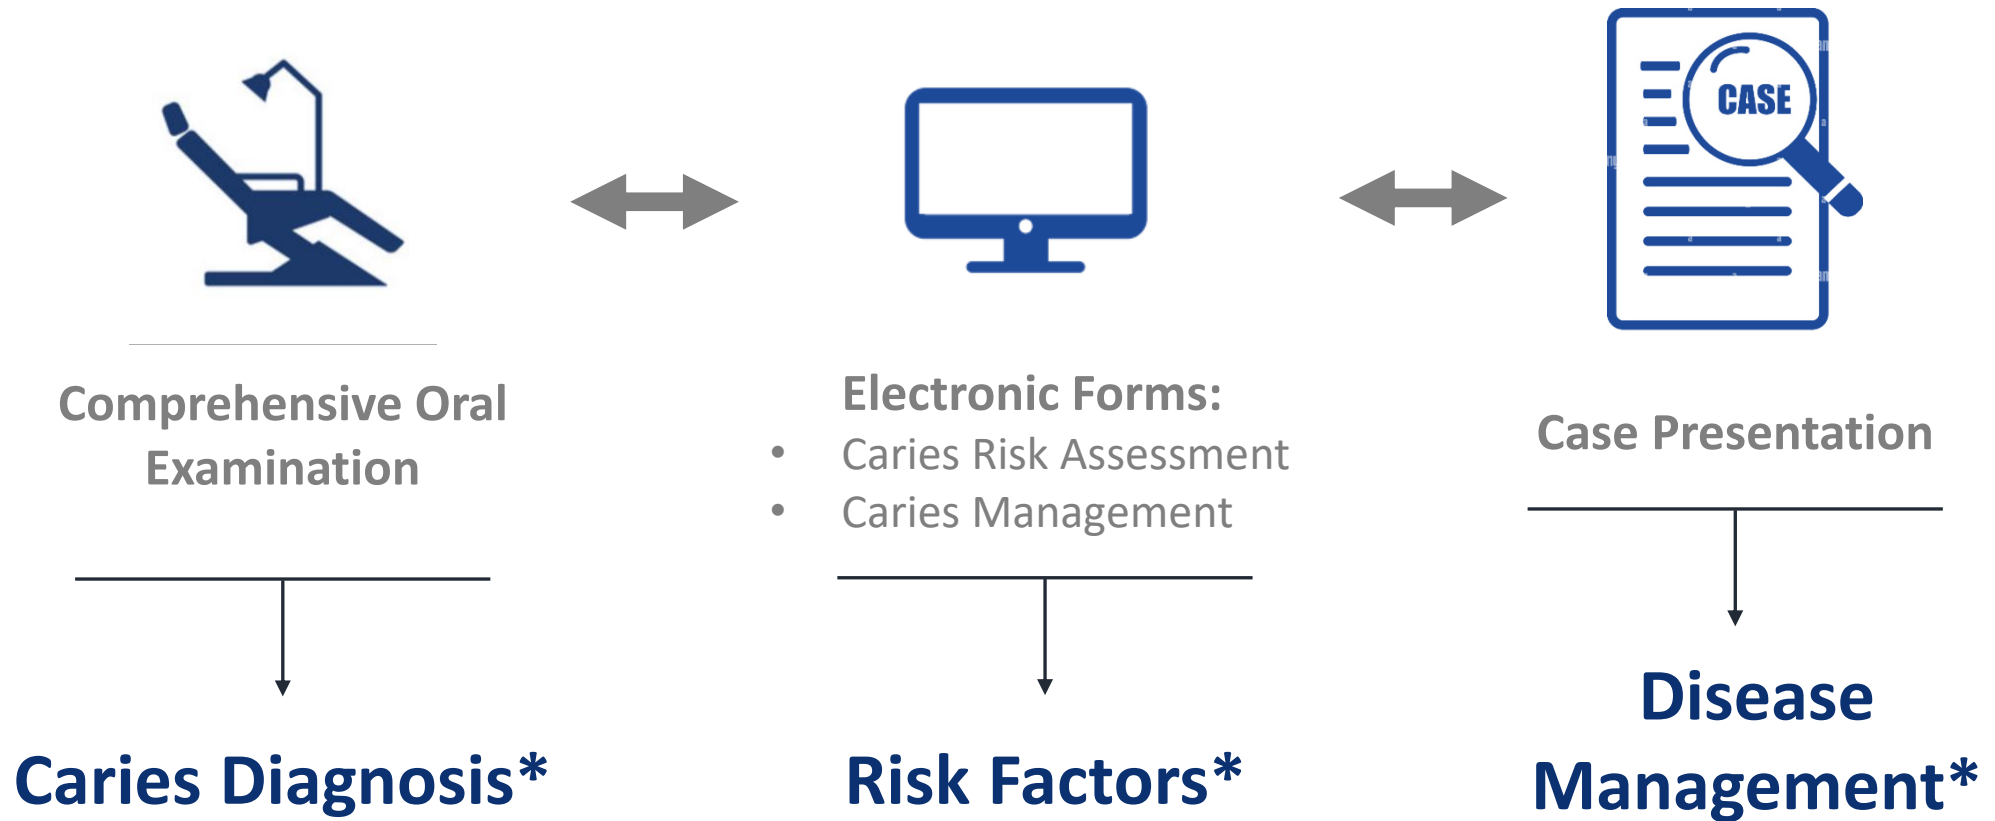 CASE
Comprehensive Oral
Examination
Electronic Forms:
• Caries Risk Assessment
• Caries Management
Case Presentation
Caries Diagnosis*
Risk Factors*
Disease
Management*